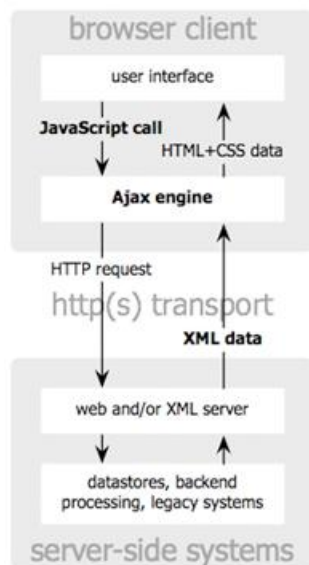 browser client
user interface
JavaScript call
HTML+CSS data
Ajax engine
HTTP request
http(s) transport
XML data
web and/or XML server
datastores, backend
processing, legacy systems
server-side systems